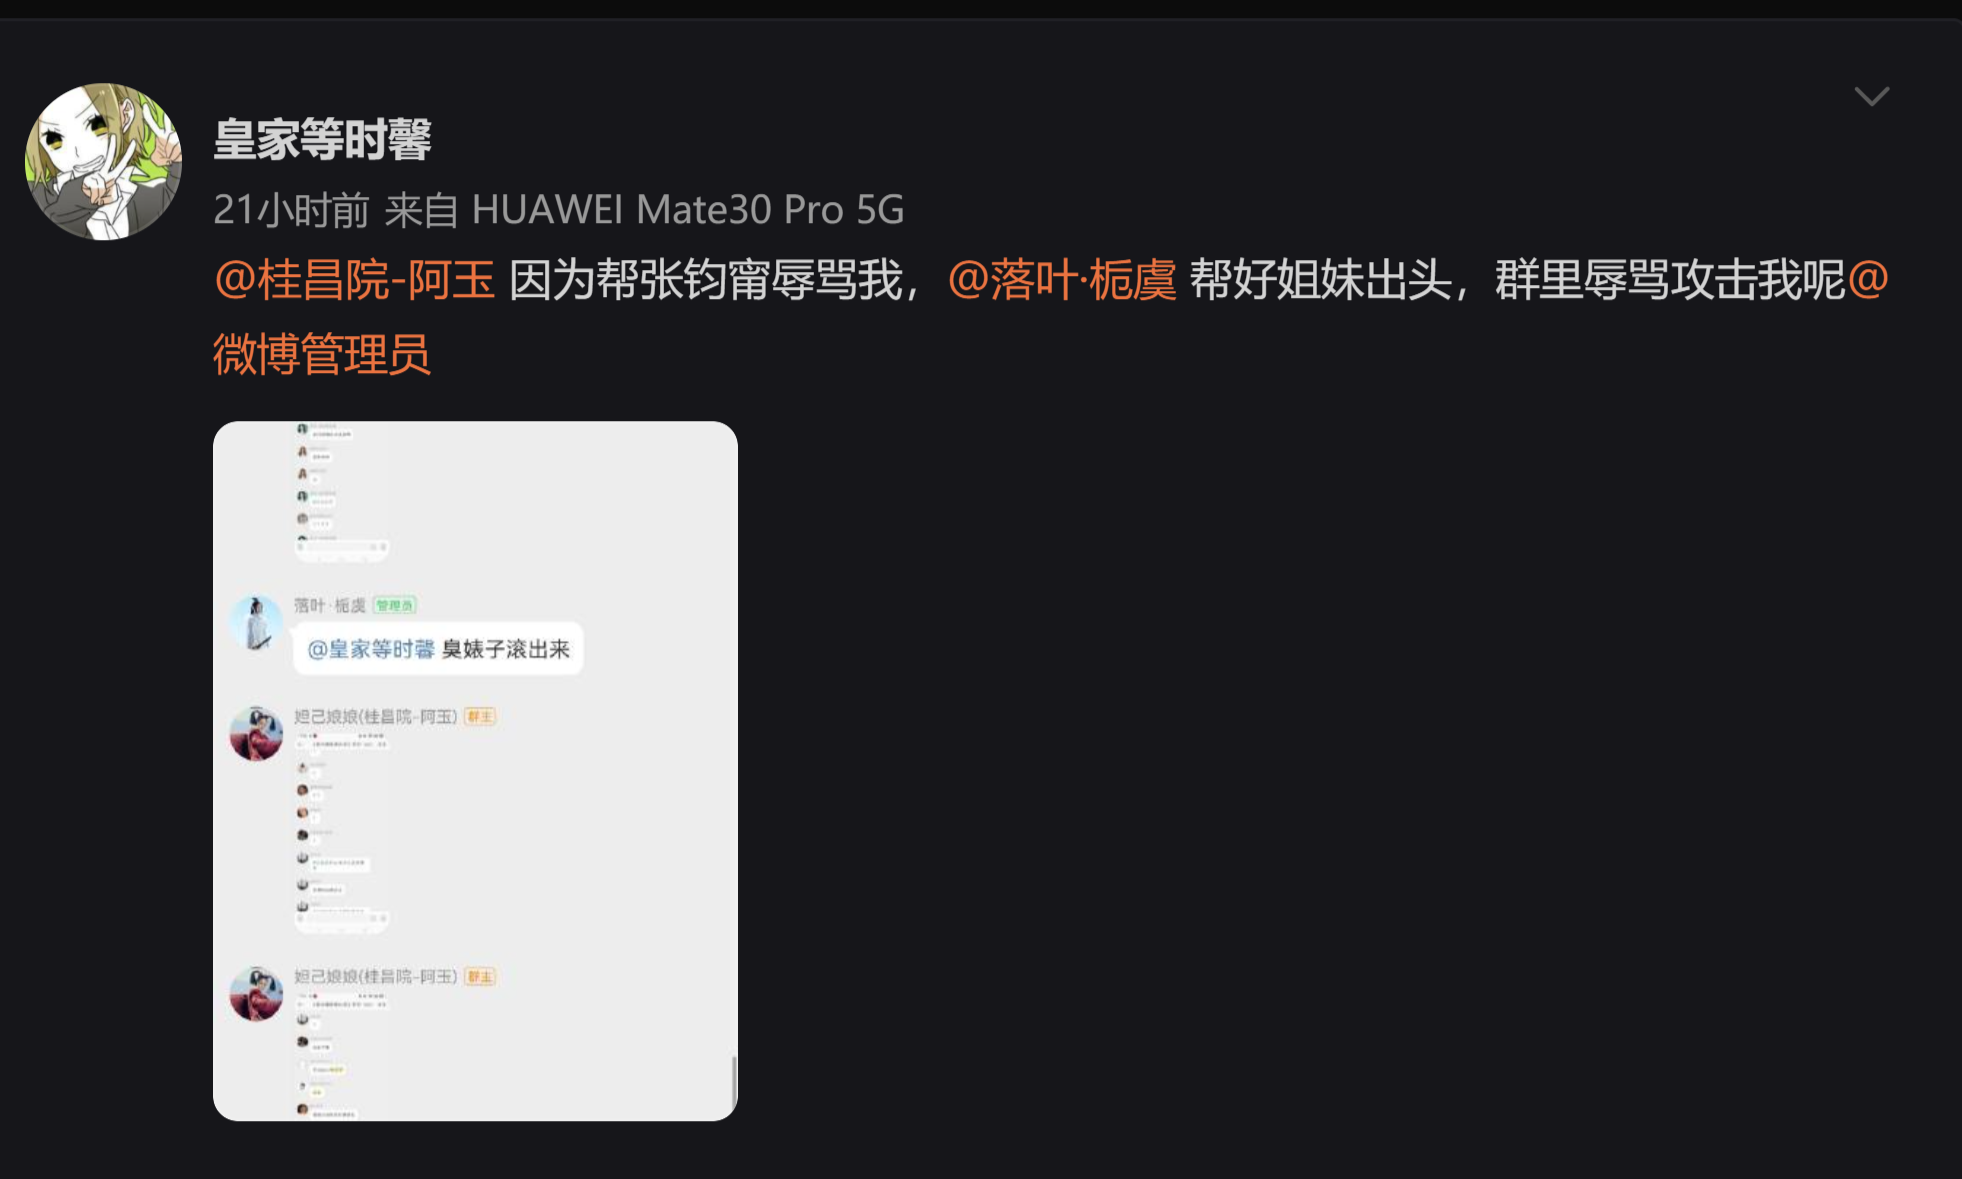 皇家等时馨
21小时前 来自 HUAWEI Mate30 Pro 5G
@桂昌院-阿玉 因为帮张钧甯辱骂我，@落叶·栀虞 帮好姐妹出头，群里辱骂攻击我呢@
微博管理员
落叶·栀虞 管理员
@皇家等时馨 臭婊子滚出来
妲己娘娘(桂昌院-阿玉) 群主
妲己娘娘(桂昌院-阿玉) 群主